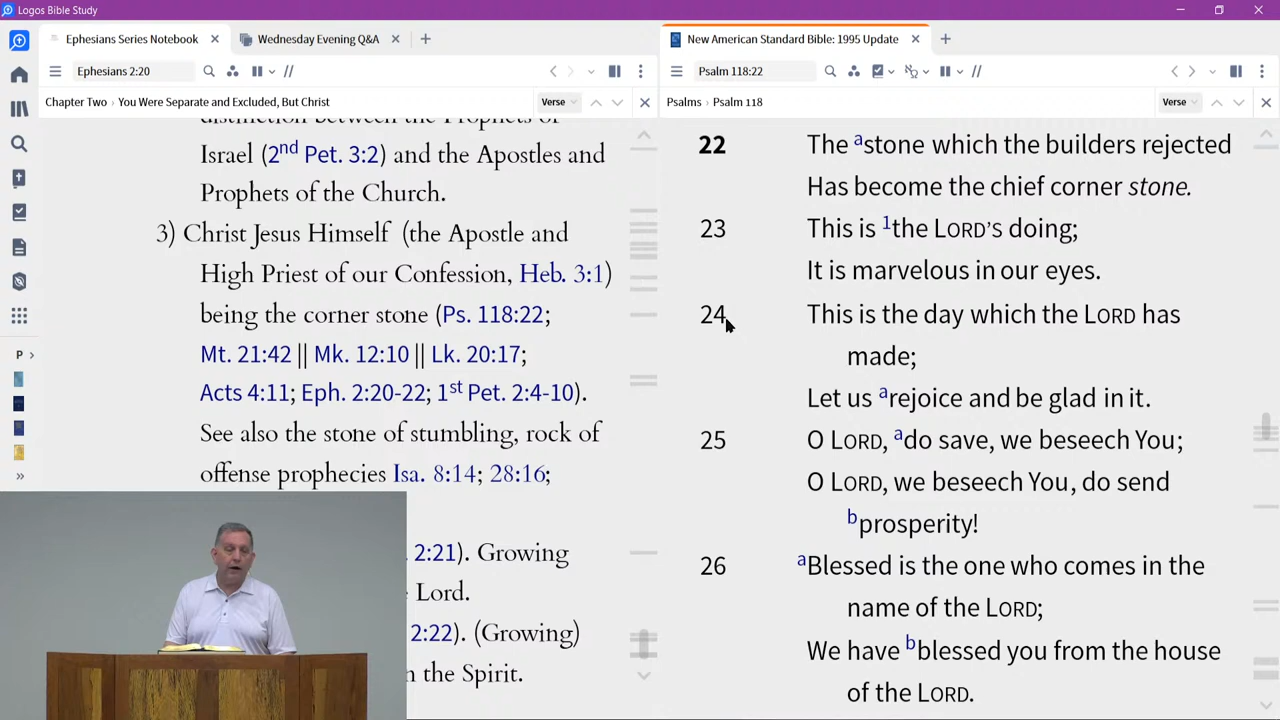 Logos Bible Study
Ephesians Series Notebook
Wednesday Evening Q&A
Ephesians 2:20
Chapter Two › You Were Separate and Excluded, But Christ
Verse
distinction between the Prophets of
Israel (2nd Pet. 3:2) and the Apostles and
Prophets of the Church.
3) Christ Jesus Himself (the Apostle and
High Priest of our Confession, Heb. 3:1)
being the corner stone (Ps. 118:22;
Mt. 21:42 || Mk. 12:10 || Lk. 20:17;
Acts 4:11; Eph. 2:20-22; 1st Pet. 2:4-10).
See also the stone of stumbling, rock of
offense prophecies Isa. 8:14; 28:16;
2:21). Growing
Lord.
2:22). (Growing)
n the Spirit.
P
New American Standard Bible: 1995 Update
Psalm 118:22
Psalms › Psalm 118
Verse
22 The astone which the builders rejected
Has become the chief corner stone.
23 This is 1the LORD'S doing;
It is marvelous in our eyes.
24 This is the day which the LORD has
made;
Let us arejoice and be glad in it.
25 O LORD, ado save, we beseech You;
O LORD, we beseech You, do send
bprosperity!
26 aBlessed is the one who comes in the
name of the LORD;
We have bblessed you from the house
of the LORD.